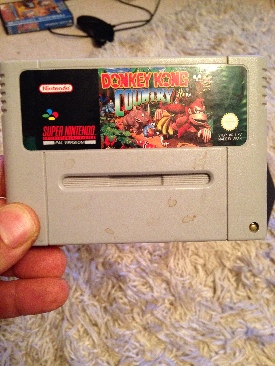 Nintendo
DONKEY KONG
COUNTRY
SUPER NINTENDO
PAL VERSION